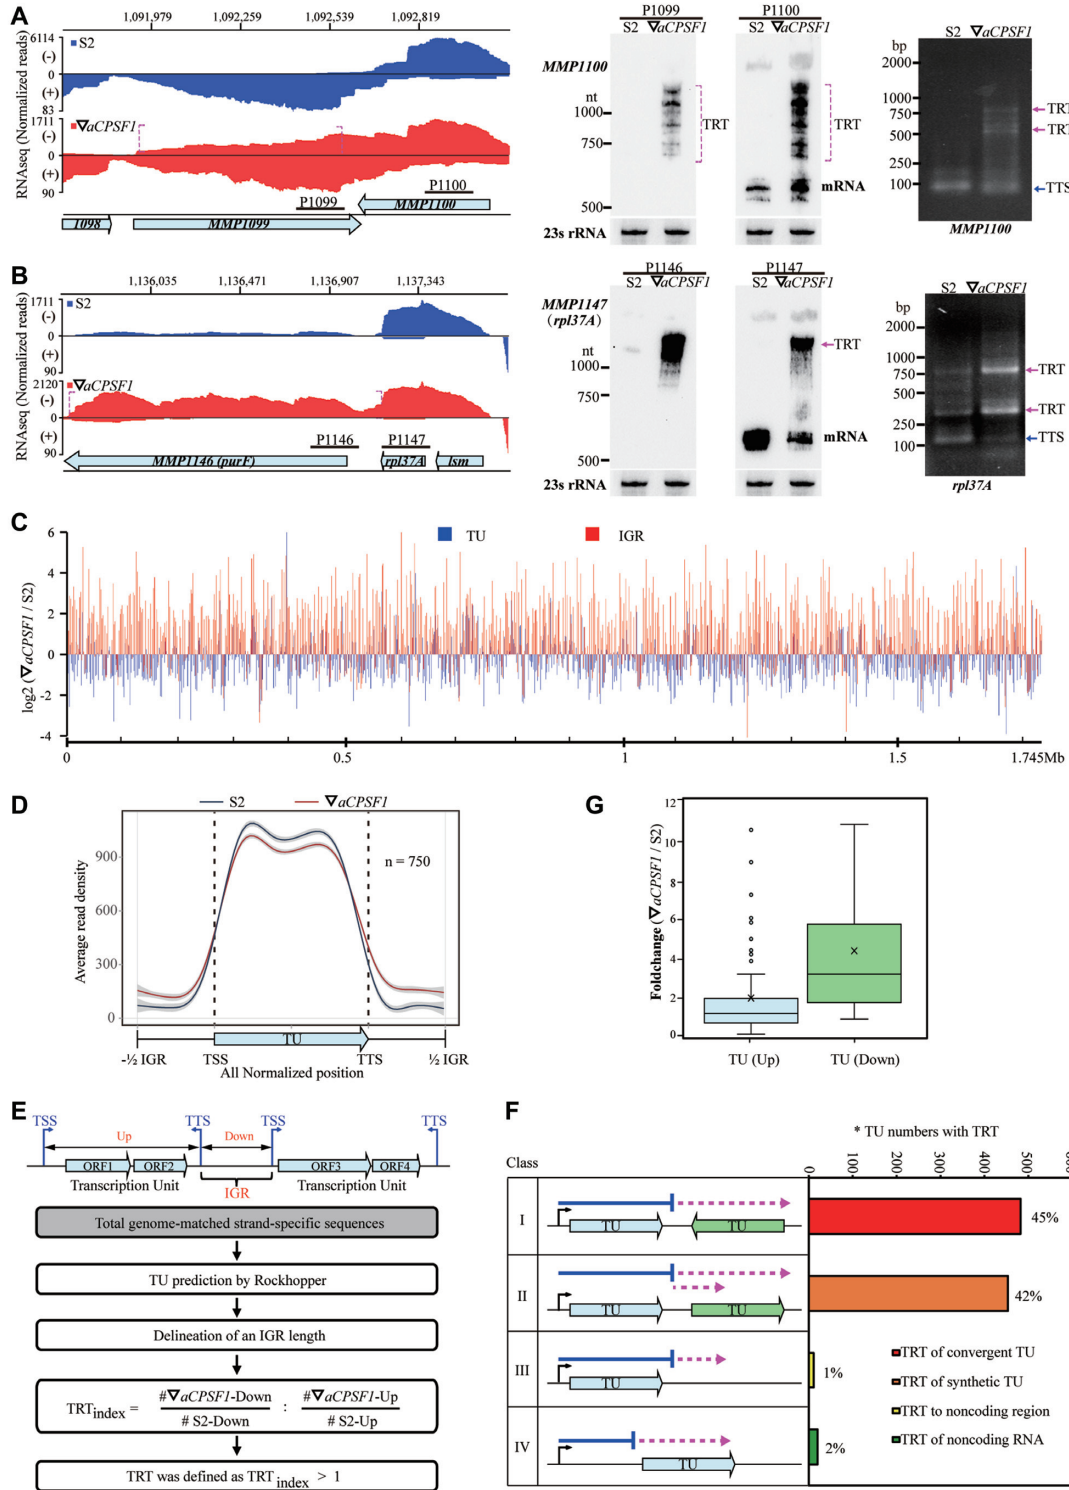 A
1,091,979 1,092,259 1,092,539 1,092,819
RNAseq (Normalized reads)
6114
S2
(-)
0
(+)
83
1711
▽aCPSF1
(-)
0
(+)
90
P1100
P1099
1098 MMP1099 MMP1100
P1099 P1100
S2 ▽aCPSF1 S2 ▽aCPSF1
MMP1100
nt
1000
750
500
TRT
TRT
mRNA
23s rRNA
S2 ▽aCPSF1
bp
2000
1000
750
500
250
100
TRT
TRT
TTS
MMP1100
B
1,136,035 1,136,471 1,136,907 1,137,343
RNAseq (Normalized reads)
1711
S2
(-)
0
(+)
90
2120
▽aCPSF1
(-)
0
(+)
90
P1146 P1147
MMP1146 (purF) rpl37A lsm
P1146 P1147
S2 ▽aCPSF1 S2 ▽aCPSF1
MMP1147
(rpl37A)
nt
1000
750
500
TRT
mRNA
23s rRNA
S2 ▽aCPSF1
bp
2000
1000
750
500
250
100
TRT
TRT
TTS
rpl37A
C
TU IGR
log2 (▽aCPSF1 / S2)
6
4
2
0
-2
-4
0 0.5 1 1.5 1.745Mb
D
S2 ▽aCPSF1
n = 750
Average read density
900
600
300
0
TU
-½ IGR TSS TTS ½ IGR
All Normalized position
G
Foldchange (▽aCPSF1 / S2)
12
10
8
6
4
2
0
TU (Up) TU (Down)
E
TSS TTS TSS TTS
Up Down
ORF1 ORF2 ORF3 ORF4
Transcription Unit IGR Transcription Unit
Total genome-matched strand-specific sequences
TU prediction by Rockhopper
Delineation of an IGR length
TRTindex = #▽aCPSF1-Down / # S2-Down : #▽aCPSF1-Up / # S2-Up
TRT was defined as TRT index > 1
F
* TU numbers with TRT
Class
0 1000 2000 3000 4000 5000
I
TU TU
45%
II
TU TU
42%
III
TU
1%
IV
TU
2%
TRT of convergent TU
TRT of synthetic TU
TRT to noncoding region
TRT of noncoding RNA